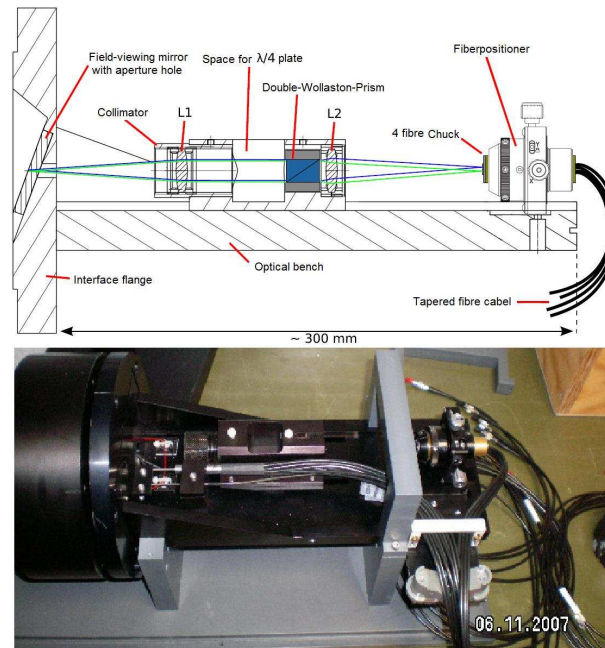 Field-viewing mirror
with aperture hole
Space for λ/4 plate
Fiberpositioner
Double-Wollaston-Prism
Collimator
L1
L2
4 fibre Chuck
Y
X
Interface flange
Optical bench
Tapered fibre cabel
~ 300 mm
06.11.2007